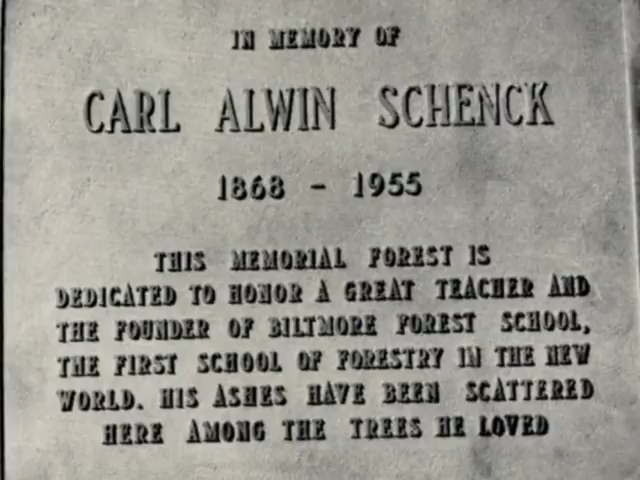 IN MEMORY OF
CARL ALWIN SCHENCK
1868 - 1955
THIS MEMORIAL FOREST IS
DEDICATED TO HONOR A GREAT TEACHER AND
THE FOUNDER OF BILTMORE FOREST SCHOOL,
THE FIRST SCHOOL OF FORESTRY IN THE NEW
WORLD. HIS ASHES HAVE BEEN SCATTERED
HERE AMONG THE TREES HE LOVED